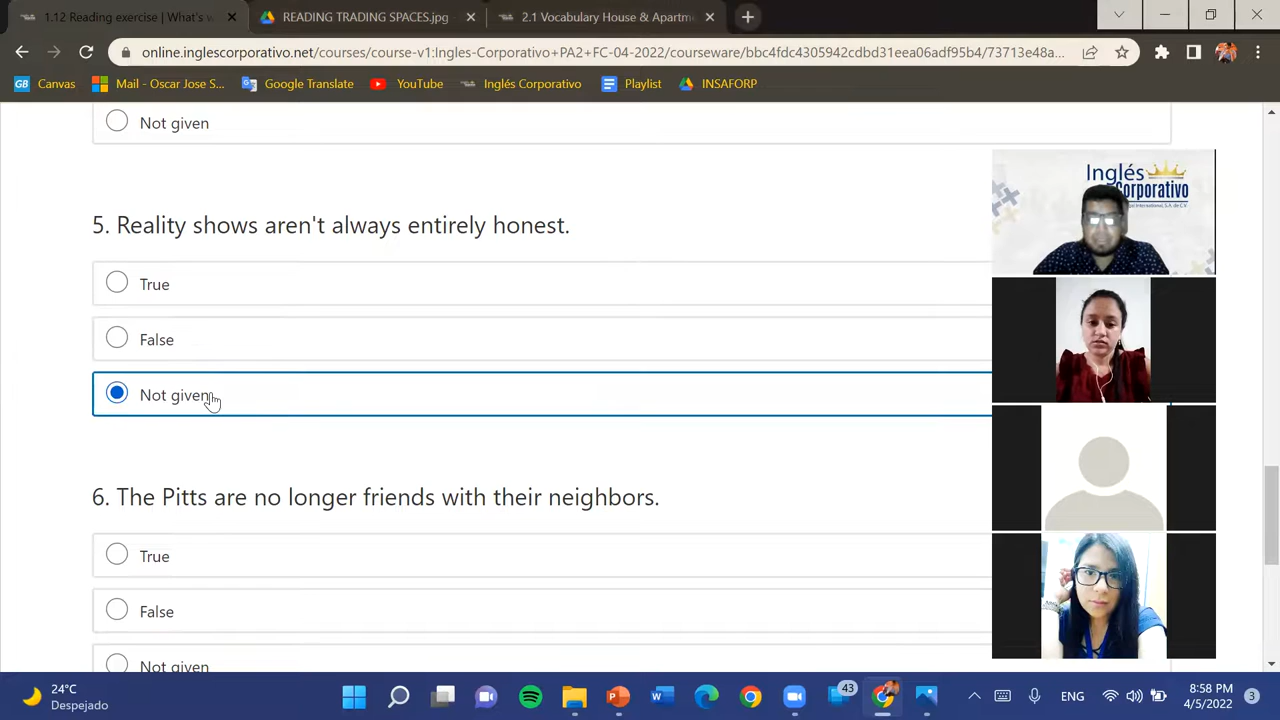 1.12 Reading exercise | What's w
READING TRADING SPACES.jpg
2.1 Vocabulary House & Apartm
online.inglescorporativo.net/courses/course-v1:Ingles-Corporativo+PA2+FC-04-2022/courseware/bbc4fdc4305942cdbd31eea06adf95b4/73713e48a...
GB Canvas
Mail - Oscar Jose S...
Google Translate
YouTube
Inglés Corporativo
Playlist
INSAFORP
Not given
5. Reality shows aren't always entirely honest.
True
False
Not given
6. The Pitts are no longer friends with their neighbors.
True
False
Not given
Inglés
Corporativo
International, S.A. de C.V.
24°C
Despejado
43
ENG
8:58 PM
4/5/2022
3